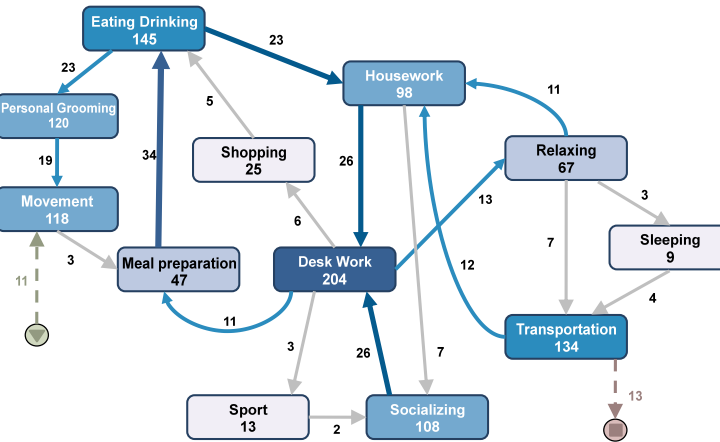 Eating Drinking
145
23
23
Housework
98
11
Personal Grooming
120
5
34
19
26
Shopping
25
Relaxing
67
Movement
118
6
13
3
7
Sleeping
9
3
Meal preparation
47
Desk Work
204
12
11
4
11
3
26
7
Transportation
134
13
Sport
13
2
Socializing
108